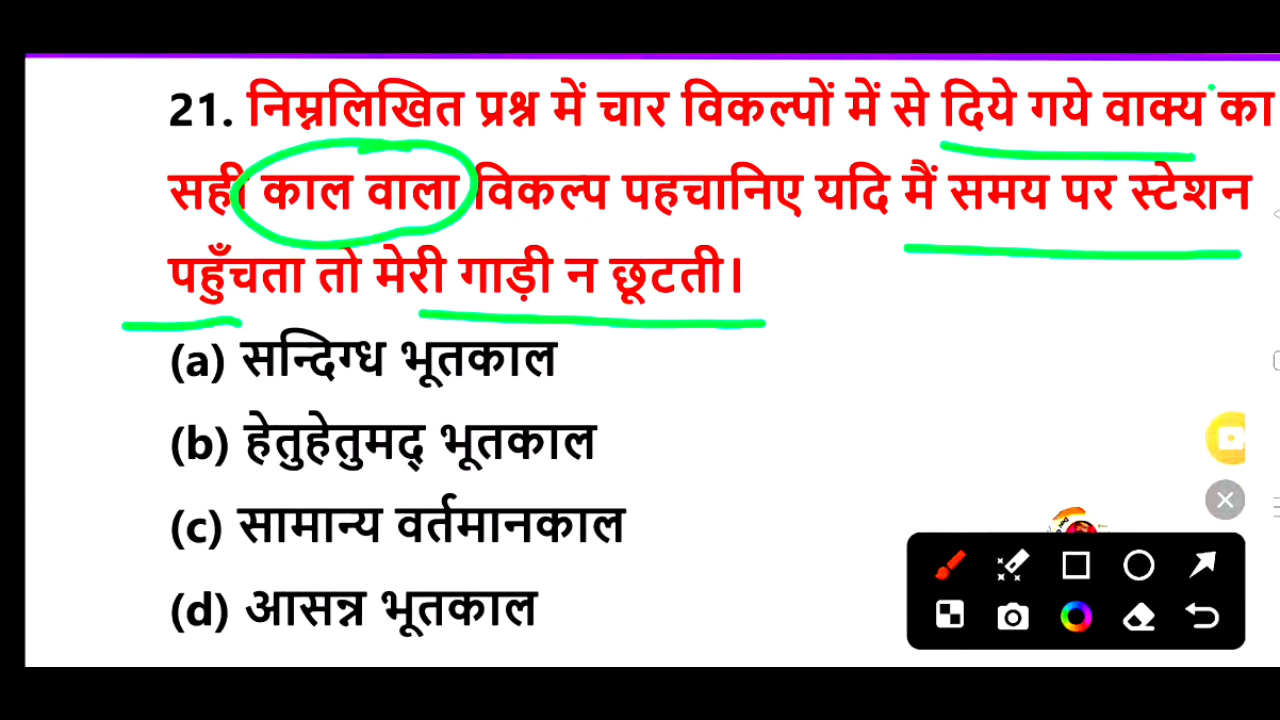 21. निम्नलिखित प्रश्न में चार विकल्पों में से दिये गये वाक्य का
सही काल वाला विकल्प पहचानिए यदि मैं समय पर स्टेशन
पहुँचता तो मेरी गाड़ी न छूटती।
(a) सन्दिग्ध भूतकाल
(b) हेतुहेतुमद् भूतकाल
(c) सामान्य वर्तमानकाल
(d) आसन्न भूतकाल